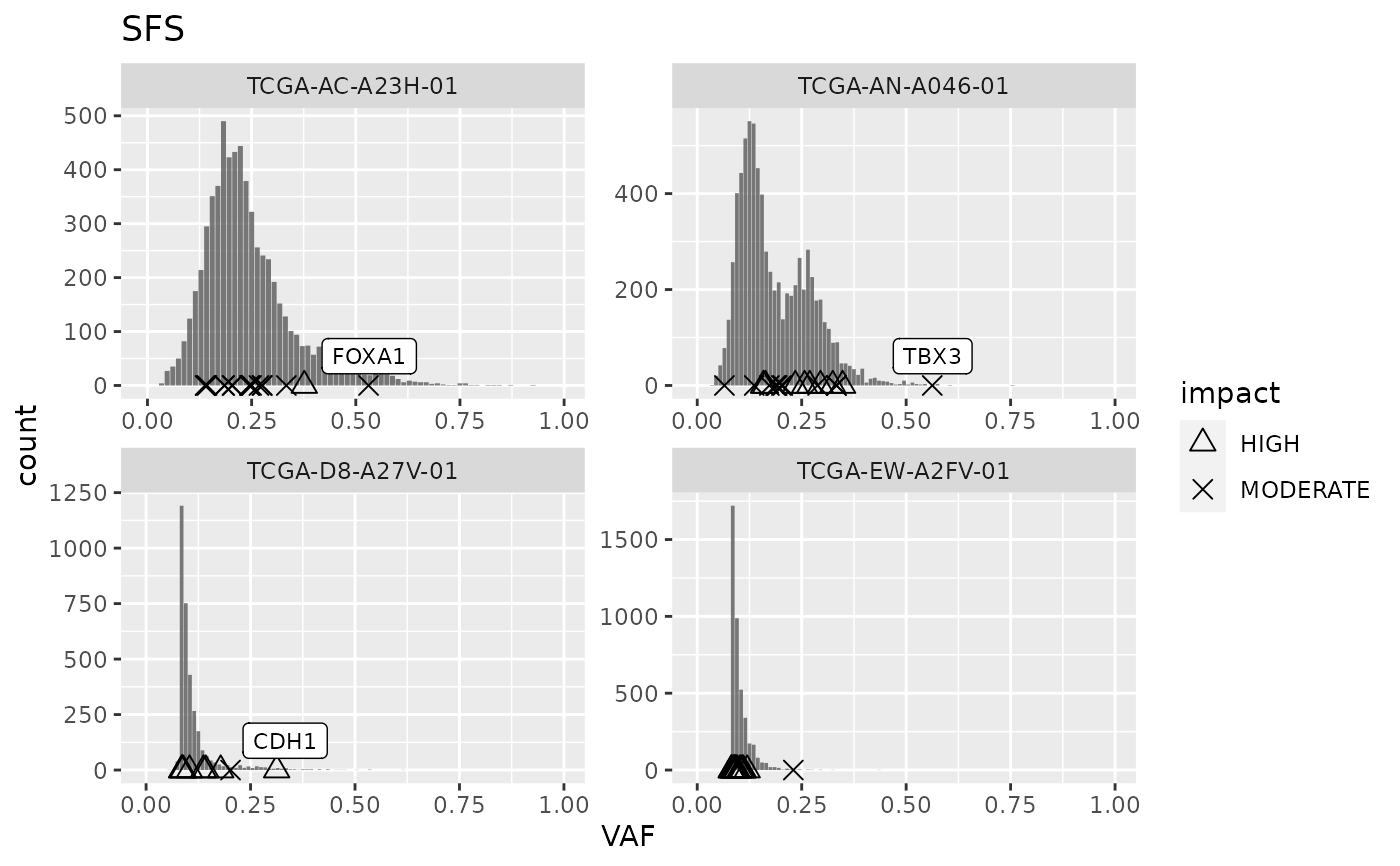 SFS
TCGA-AC-A23H-01
500
400
300
200
100
0
FOXA1
0.00 0.25 0.50 0.75 1.00
TCGA-AN-A046-01
400
200
0
TBX3
0.00 0.25 0.50 0.75 1.00
TCGA-D8-A27V-01
1250
1000
750
500
250
0
CDH1
0.00 0.25 0.50 0.75 1.00
TCGA-EW-A2FV-01
1500
1000
500
0
0.00 0.25 0.50 0.75 1.00
count
VAF
impact
HIGH
MODERATE